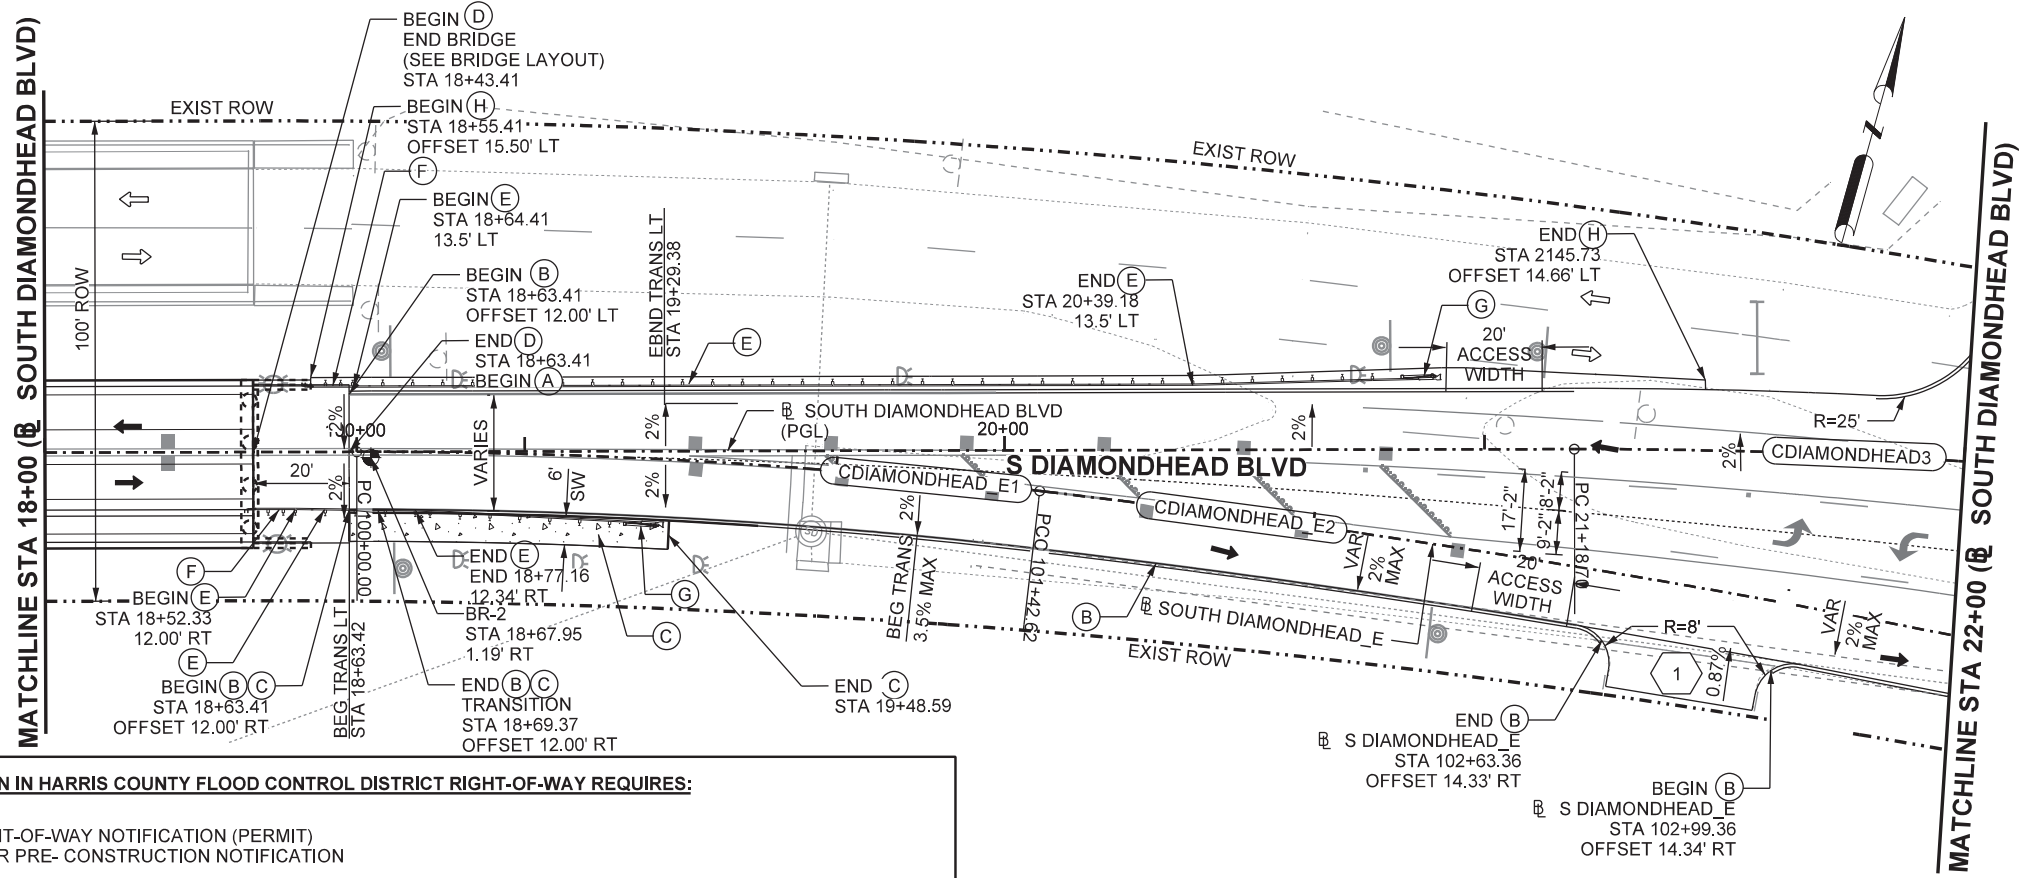 MATCHLINE STA 18+00 (B SOUTH DIAMONDHEAD BLVD)
EXIST ROW
100' ROW
BEGIN D
END BRIDGE
(SEE BRIDGE LAYOUT)
STA 18+43.41
BEGIN H
STA 18+55.41
OFFSET 15.50' LT
F
BEGIN E
STA 18+64.41
13.5' LT
BEGIN B
STA 18+63.41
OFFSET 12.00' LT
END D
STA 18+63.41
BEGIN A
EBND TRANS LT
STA 19+29.38
E
EXIST ROW
END E
STA 20+39.18
13.5' LT
END H
STA 2145.73
OFFSET 14.66' LT
G
20'
ACCESS
WIDTH
R=25'
MATCHLINE STA 22+00 (B SOUTH DIAMONDHEAD BLVD)
2%
20+00
VARIES
2%
B SOUTH DIAMONDHEAD BLVD
(PGL)
20+00
2%
2%
CDIAMONDHEAD3
S DIAMONDHEAD BLVD
20'
2%
PC 100+00.00
6'
SW
2%
CDIAMONDHEAD_E1
2%
CDIAMONDHEAD_E2
PCC 101+42.62
17'-2"
8'-2"
9'-2"
PC 21+18.70
VAR
2%
MAX
20'
ACCESS
WIDTH
F
BEGIN E
STA 18+52.33
12.00' RT
E
BEGIN B C
STA 18+63.41
OFFSET 12.00' RT
BEG TRANS LT
STA 18+63.42
END E
END 18+77.16
12.34' RT
BR-2
STA 18+67.95
1.19' RT
END B C
TRANSITION
STA 18+69.37
OFFSET 12.00' RT
G
C
END C
STA 19+48.59
BEG TRANS
3.5% MAX
B
B SOUTH DIAMONDHEAD_E
EXIST ROW
R=8'
1
0.87%
VAR
2%
MAX
END B
B S DIAMONDHEAD_E
STA 102+63.36
OFFSET 14.33' RT
BEGIN B
B S DIAMONDHEAD_E
STA 102+99.36
OFFSET 14.34' RT
N IN HARRIS COUNTY FLOOD CONTROL DISTRICT RIGHT-OF-WAY REQUIRES:
HT-OF-WAY NOTIFICATION (PERMIT)
R PRE- CONSTRUCTION NOTIFICATION